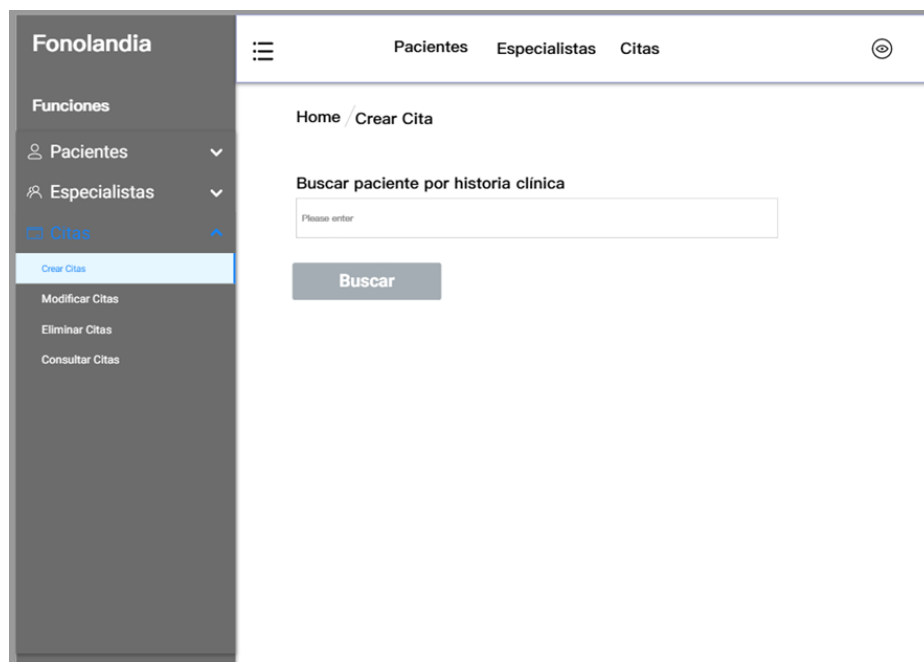 Fonolandia
Pacientes Especialistas Citas
Funciones
Pacientes
Especialistas
Citas
Crear Citas
Modificar Citas
Eliminar Citas
Consultar Citas
Home / Crear Cita
Buscar paciente por historia clínica
Please enter
Buscar